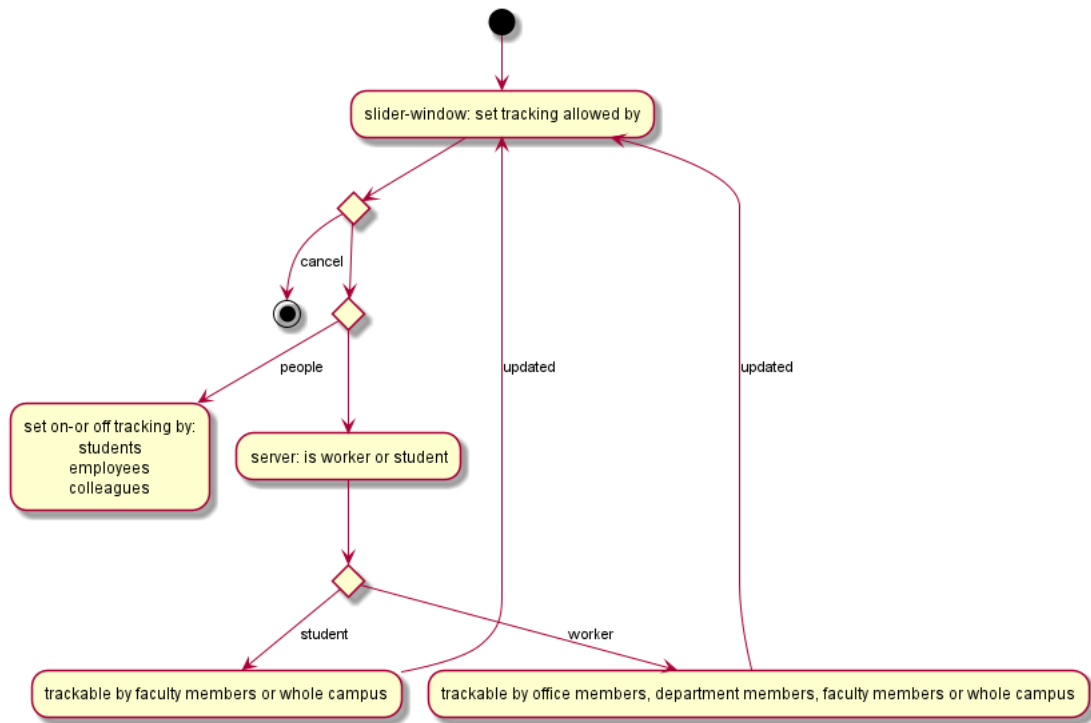 slider-window: set tracking allowed by
cancel
people
updated
updated
set on-or off tracking by:
students
employees
colleagues
server: is worker or student
student
worker
trackable by faculty members or whole campus
trackable by office members, department members, faculty members or whole campus